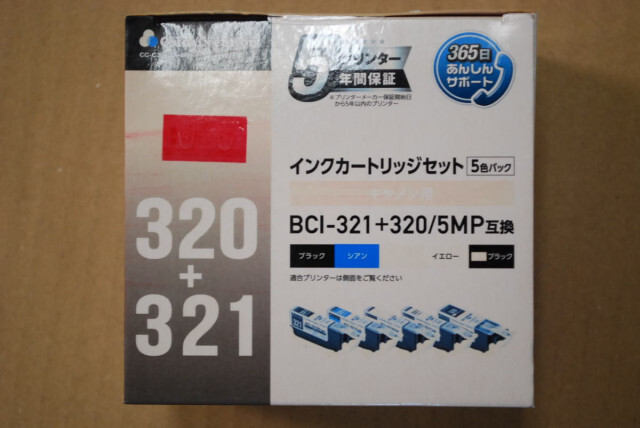 5
プリンター
年間保証
※プリンターメーカー保証開始日
から5年以内のプリンター
365日
あんしん
サポート
インクカートリッジセット 5色パック
BCI-321+320/5MP互換
ブラック シアン イエロー ブラック
適合プリンターは側面をご覧ください
320
+
321
321